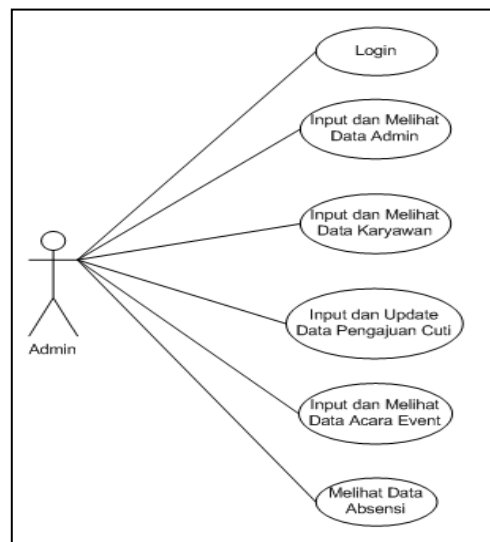 Login
Input dan Melihat
Data Admin
Input dan Melihat
Data Karyawan
Input dan Update
Data Pengajuan Cuti
Admin
Input dan Melihat
Data Acara Event
Melihat Data
Absensi